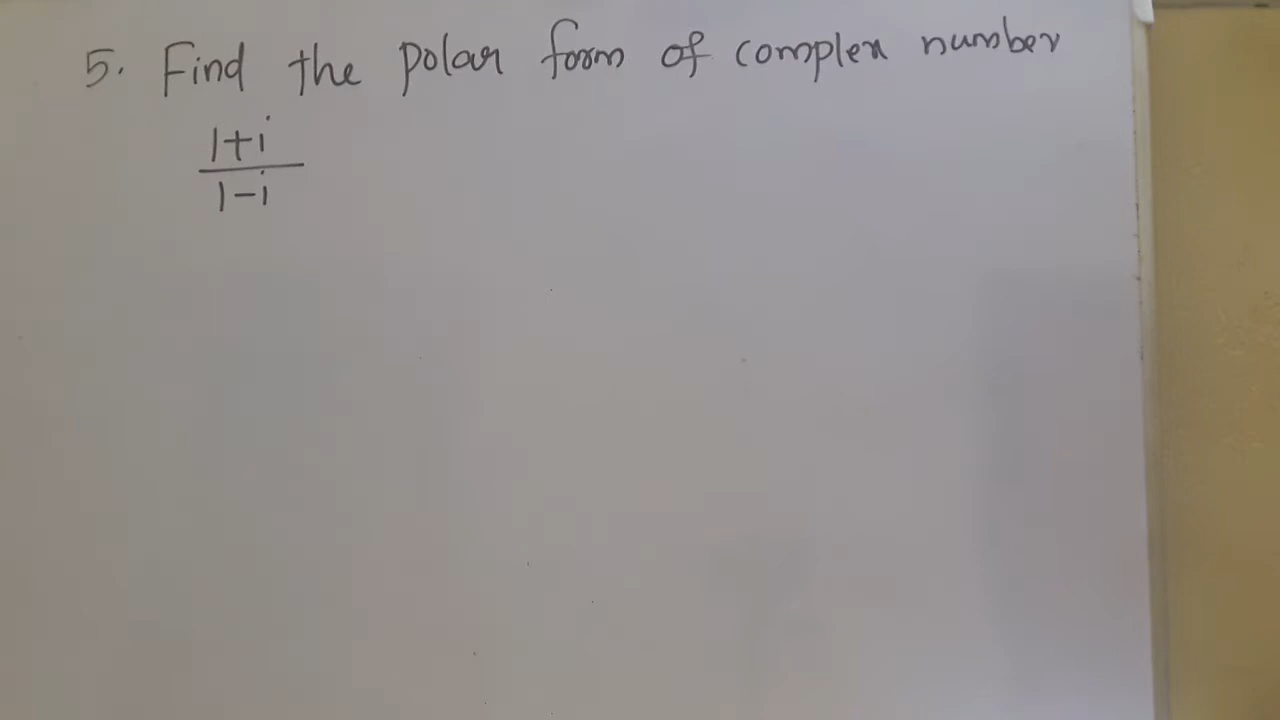 5. Find the polar form of complex number
1+i
1-i